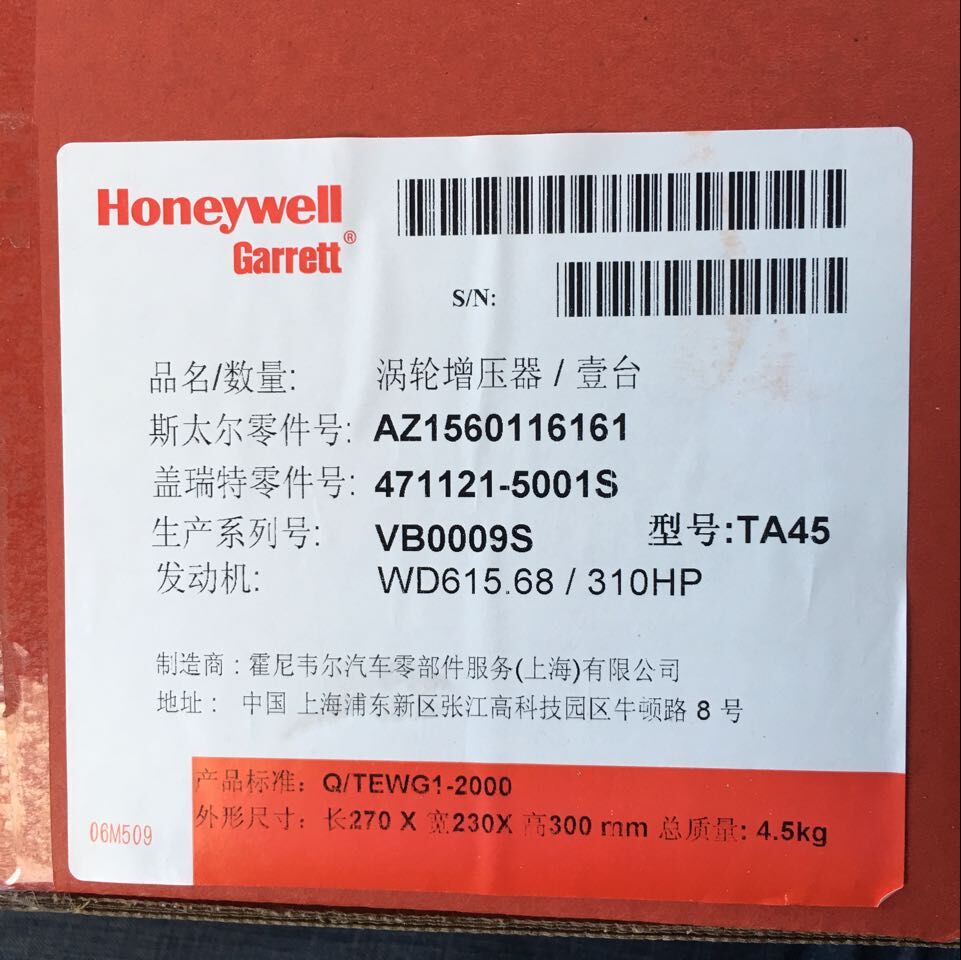 Honeywell
Garrett®
S/N:
品名/数量: 涡轮增压器 / 壹台
斯太尔零件号: AZ1560116161
盖瑞特零件号: 471121-5001S
生产系列号: VB0009S 型号:TA45
发动机: WD615.68 / 310HP
制造商：霍尼韦尔汽车零部件服务(上海)有限公司
地址： 中国 上海浦东新区张江高科技园区牛顿路 8 号
产品标准：Q/TEWG1-2000
外形尺寸：长270 X 宽230X 高300 mm 总质量: 4.5kg
06M509